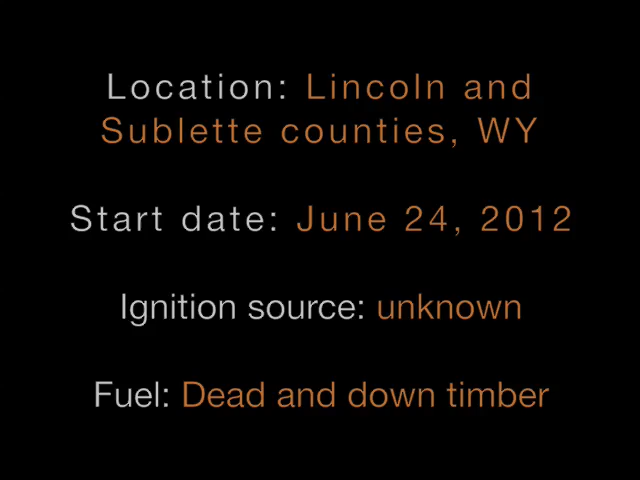 Location: Lincoln and
Sublette counties, WY
Start date: June 24, 2012
Ignition source: unknown
Fuel: Dead and down timber